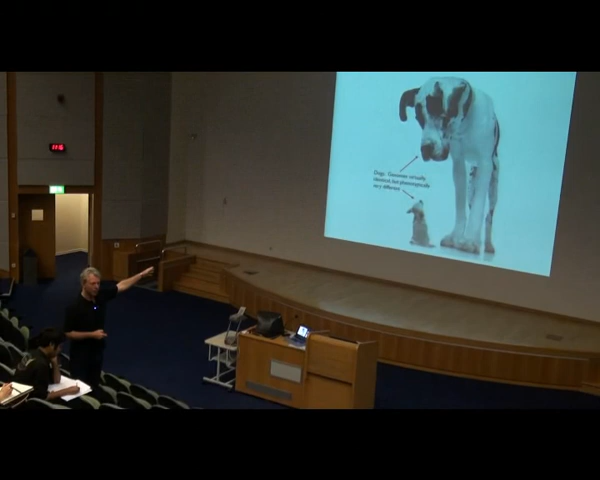 Dogs. Genomes virtually
identical, but phenotypically
very different